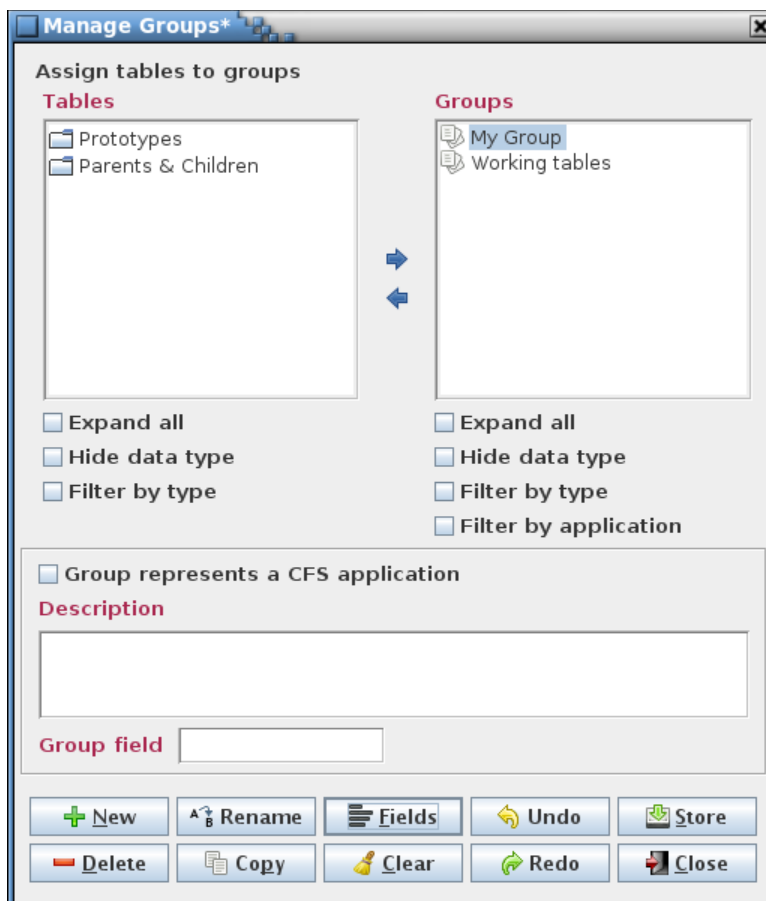 Manage Groups*
Assign tables to groups
Tables
Groups
Prototypes
Parents & Children
My Group
Working tables
Expand all
Hide data type
Filter by type
Expand all
Hide data type
Filter by type
Filter by application
Group represents a CFS application
Description
Group field
New
Rename
Fields
Undo
Store
Delete
Copy
Clear
Redo
Close